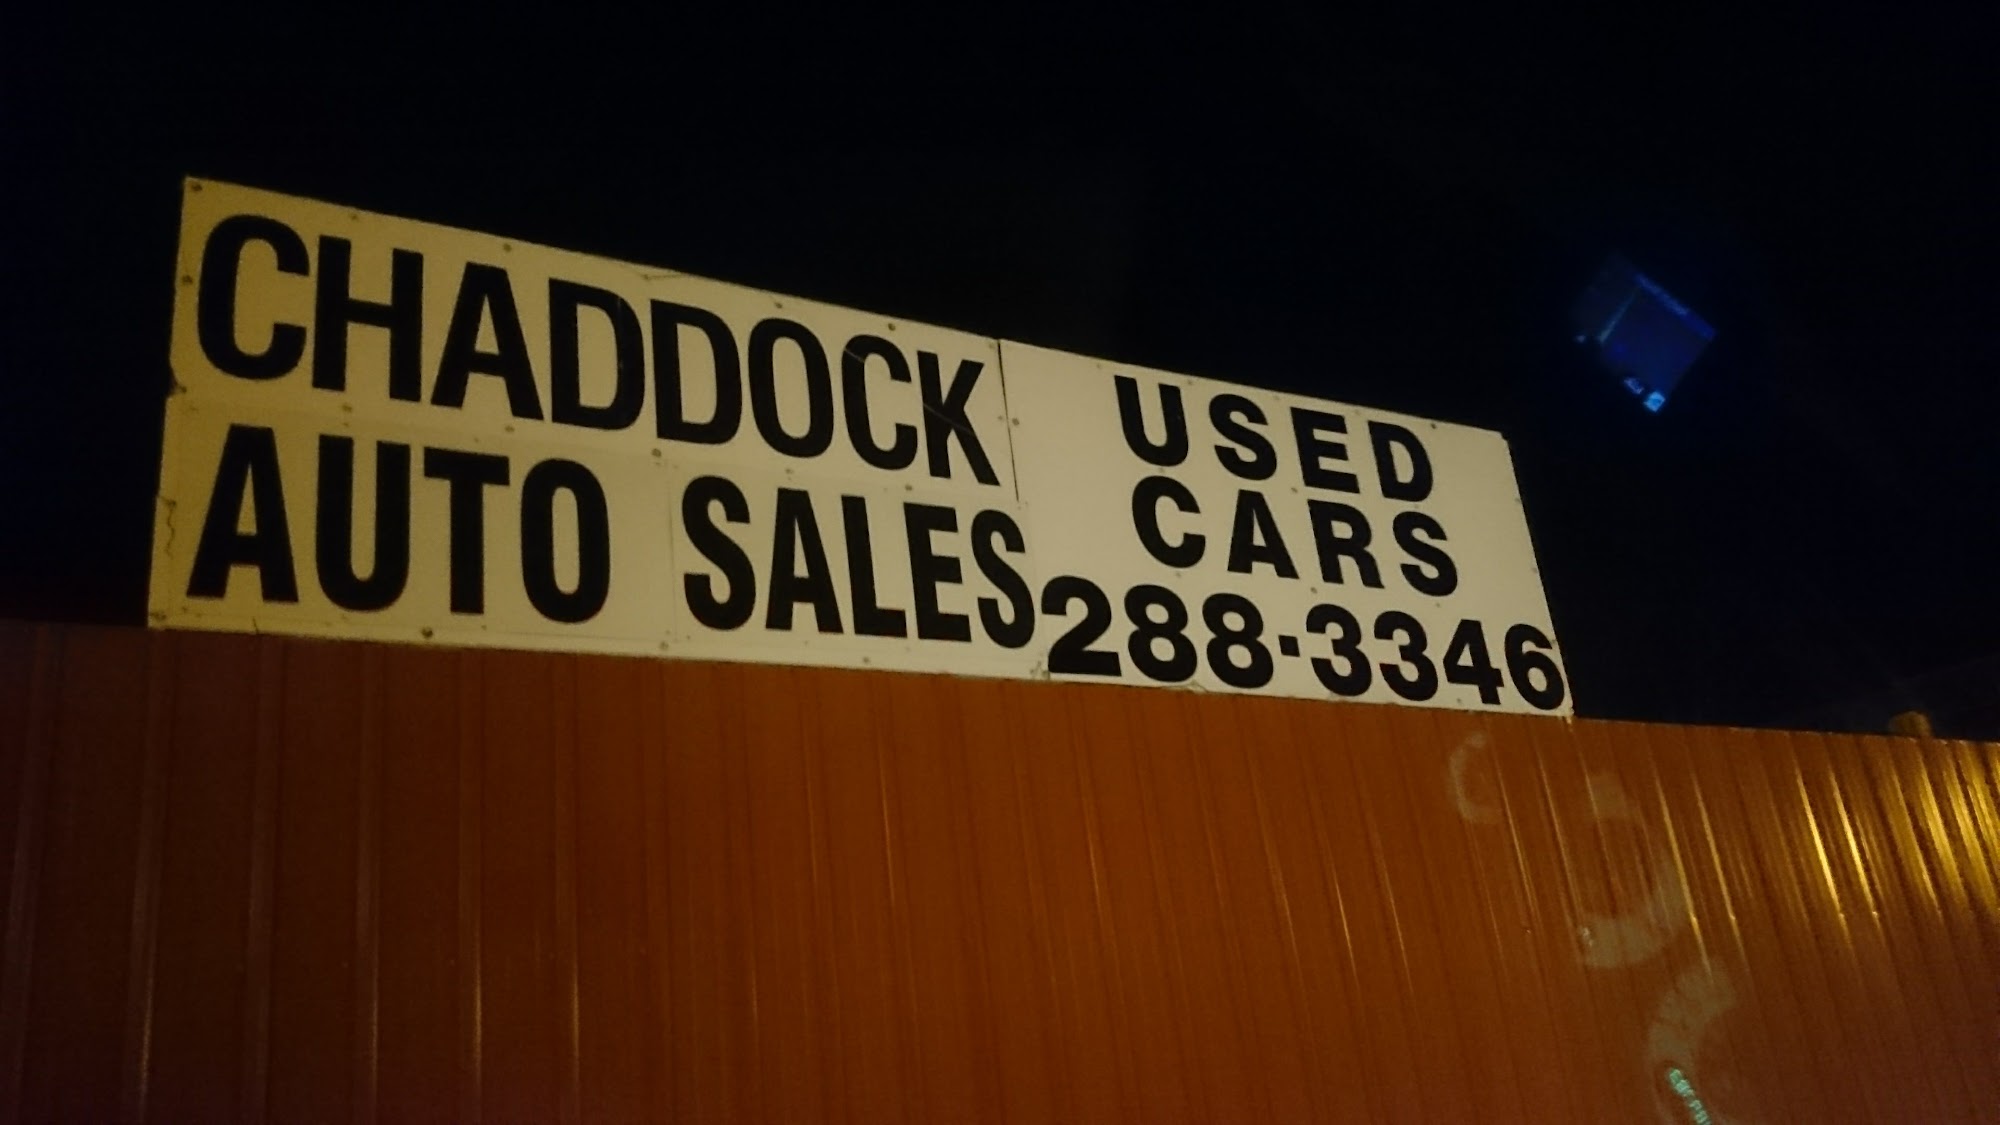 CHADDOCK
AUTO SALES
USED
CARS
288-3346